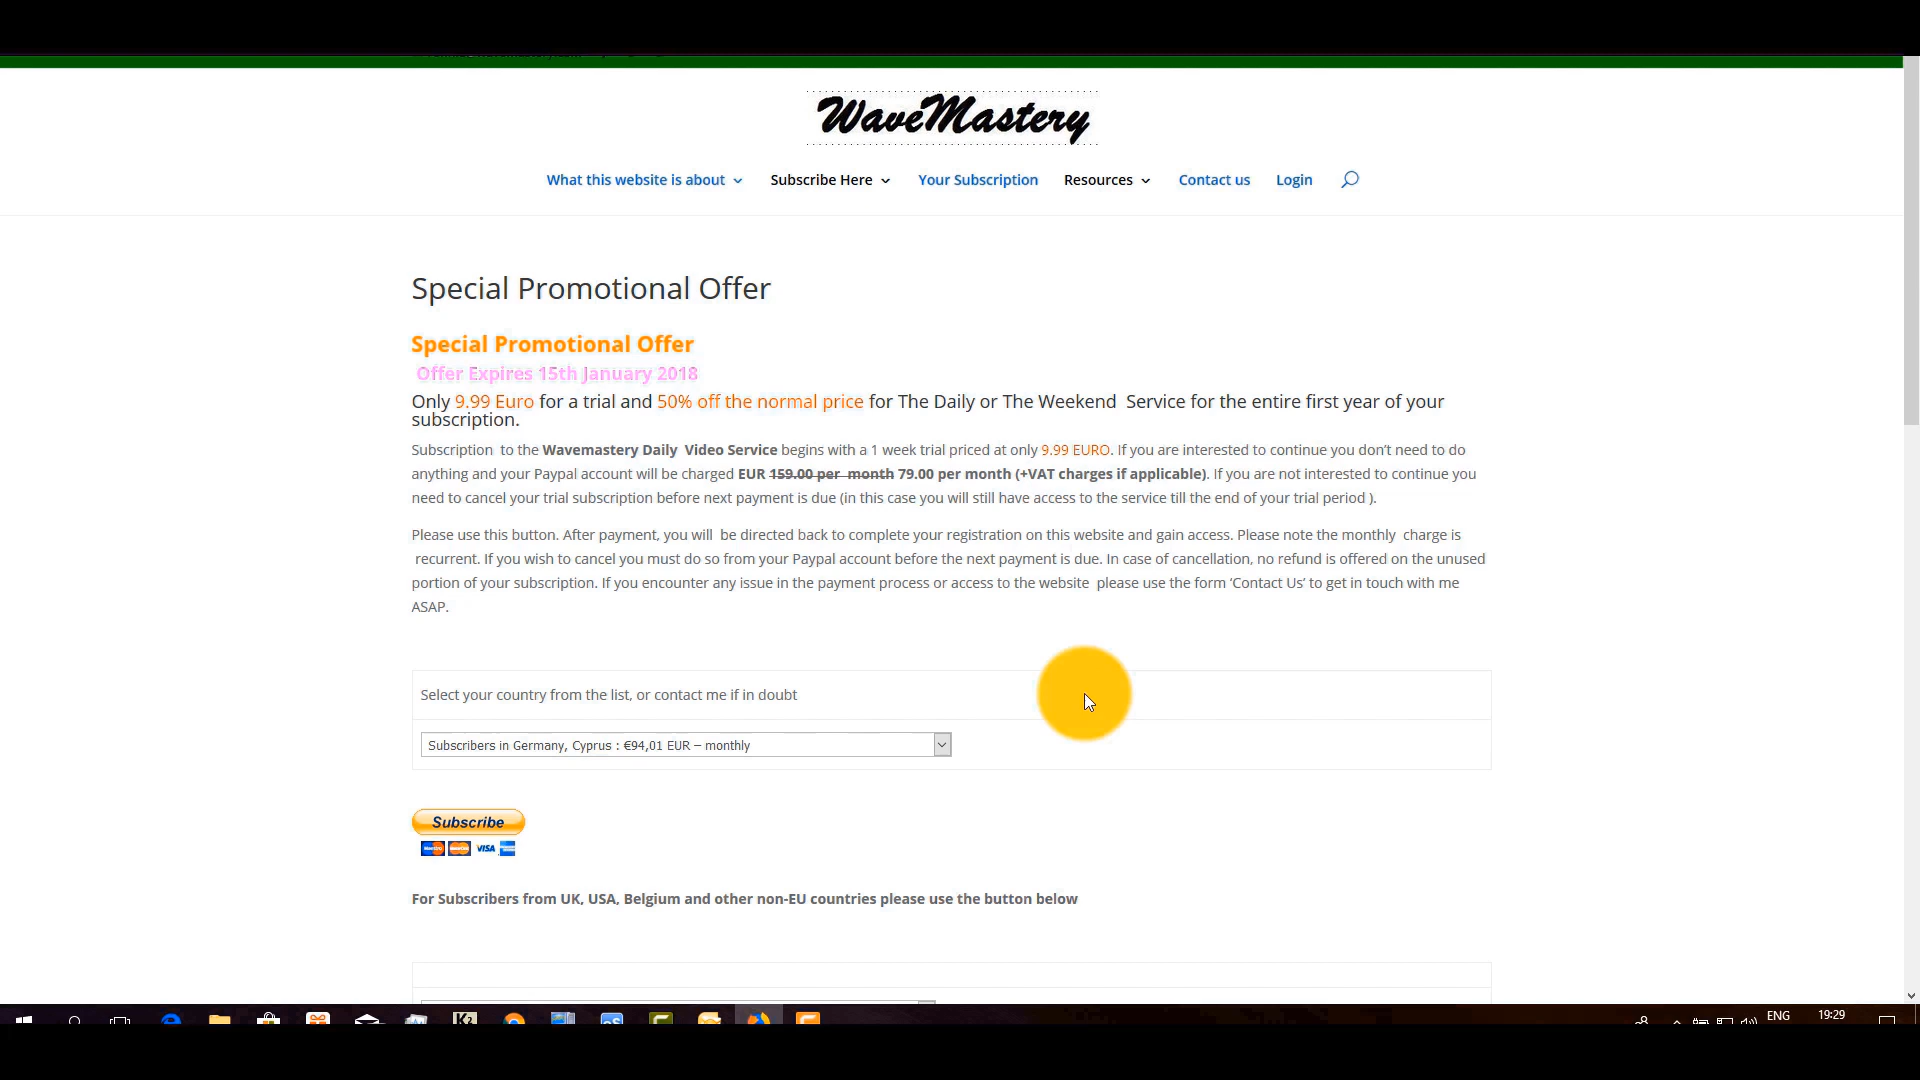 WaveMastery
What this website is about Subscribe Here Your Subscription Resources Contact us Login
Special Promotional Offer
Special Promotional Offer
Offer Expires 15th January 2018
Only 9.99 Euro for a trial and 50% off the normal price for The Daily or The Weekend Service for the entire first year of your
subscription.
Subscription to the Wavemastery Daily Video Service begins with a 1 week trial priced at only 9.99 EURO. If you are interested to continue you don’t need to do
anything and your Paypal account will be charged EUR 159.00 per month 79.00 per month (+VAT charges if applicable). If you are not interested to continue you
need to cancel your trial subscription before next payment is due (in this case you will still have access to the service till the end of your trial period ).
Please use this button. After payment, you will be directed back to complete your registration on this website and gain access. Please note the monthly charge is
recurrent. If you wish to cancel you must do so from your Paypal account before the next payment is due. In case of cancellation, no refund is offered on the unused
portion of your subscription. If you encounter any issue in the payment process or access to the website please use the form ‘Contact Us’ to get in touch with me
ASAP.
Select your country from the list, or contact me if in doubt
Subscribers in Germany, Cyprus : €94,01 EUR – monthly
Subscribe
VISA
For Subscribers from UK, USA, Belgium and other non-EU countries please use the button below
ENG 19:29